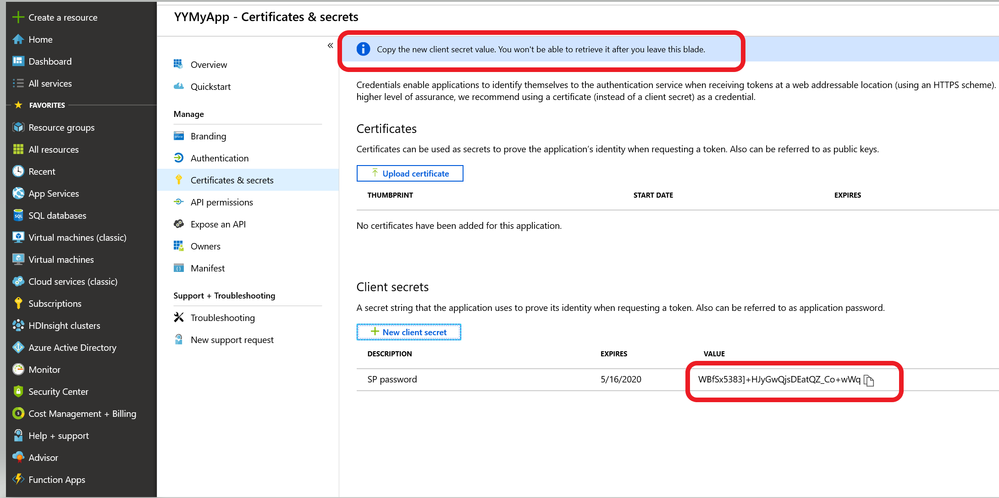 Create a resource
Home
Dashboard
All services
FAVORITES
Resource groups
All resources
Recent
App Services
SQL databases
Virtual machines (classic)
Virtual machines
Cloud services (classic)
Subscriptions
HDInsight clusters
Azure Active Directory
Monitor
Security Center
Cost Management + Billing
Help + support
Advisor
Function Apps
YYMyApp - Certificates & secrets
«
Overview
Quickstart
Manage
Branding
Authentication
Certificates & secrets
API permissions
Expose an API
Owners
Manifest
Support + Troubleshooting
Troubleshooting
New support request
Copy the new client secret value. You won't be able to retrieve it after you leave this blade.
Credentials enable applications to identify themselves to the authentication service when receiving tokens at a web addressable location (using an HTTPS scheme).
higher level of assurance, we recommend using a certificate (instead of a client secret) as a credential.
Certificates
Certificates can be used as secrets to prove the application’s identity when requesting a token. Also can be referred to as public keys.
Upload certificate
THUMBPRINT START DATE EXPIRES
No certificates have been added for this application.
Client secrets
A secret string that the application uses to prove its identity when requesting a token. Also can be referred to as application password.
New client secret
DESCRIPTION EXPIRES VALUE
SP password 5/16/2020 WBfSx5383]+HJyGwQjsDEatQZ_Co+wWq